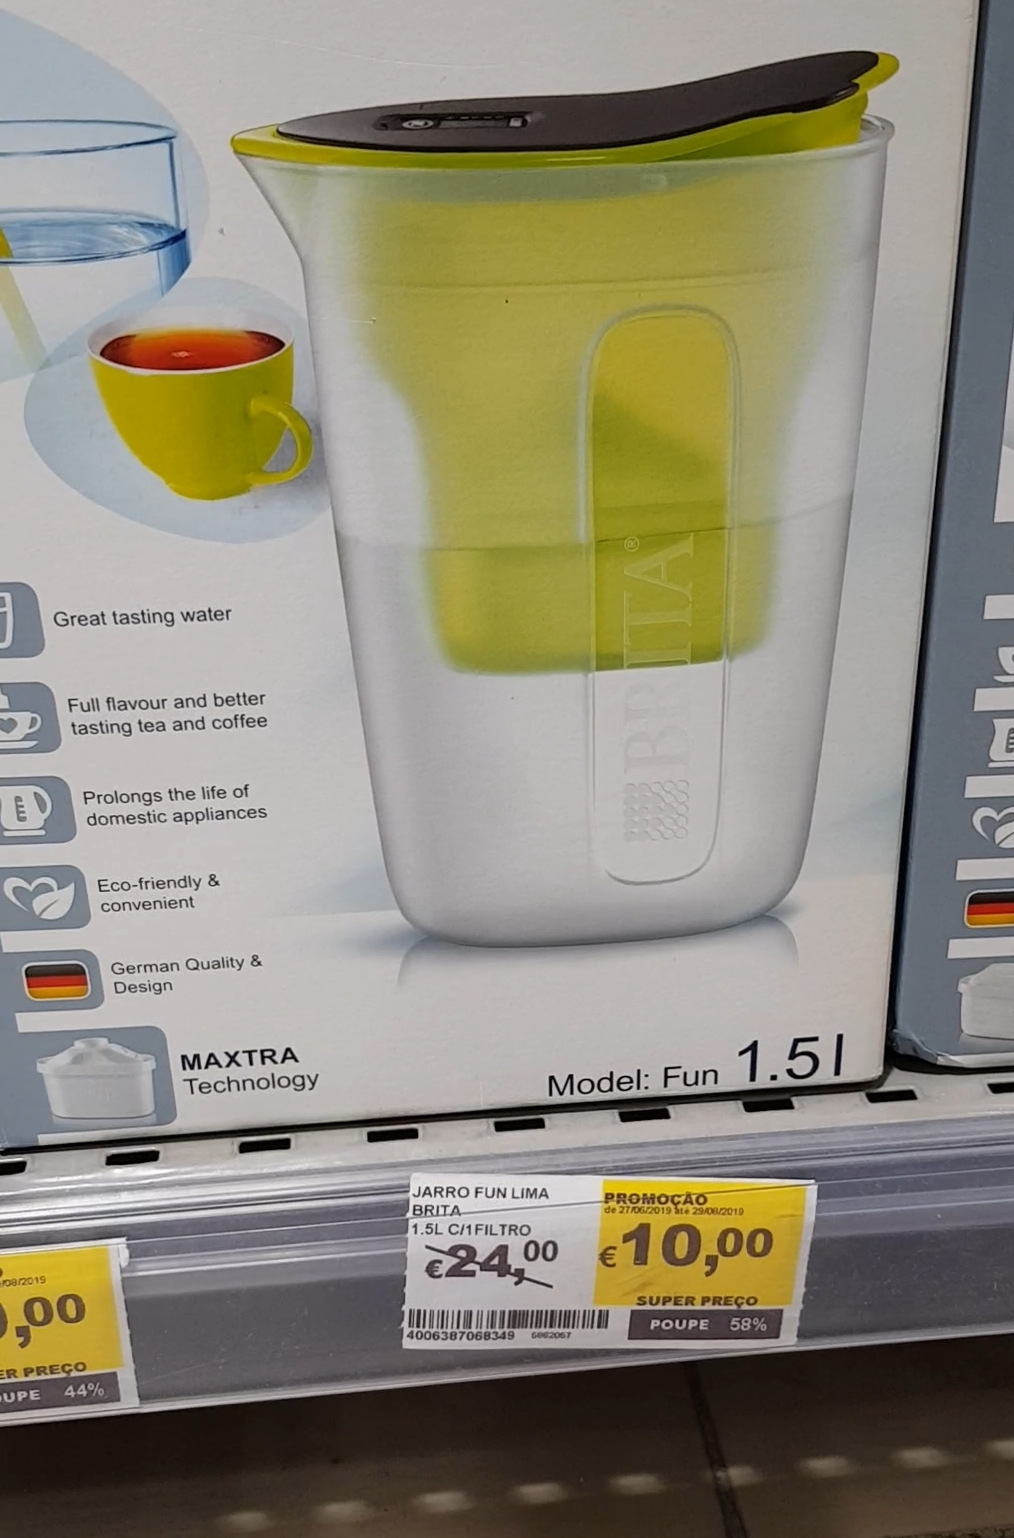 BRITA®
Great tasting water
Full flavour and better
tasting tea and coffee
Prolongs the life of
domestic appliances
Eco-friendly &
convenient
German Quality &
Design
MAXTRA
Technology
Model: Fun 1.5l
JARRO FUN LIMA
BRITA
1.5L C/1FILTRO
€24,00
4006387068349
PROMOÇÃO
de 27/06/2019 até 29/08/2019
€10,00
SUPER PREÇO
POUPE 58%
/08/2019
,00
PREÇO
44%